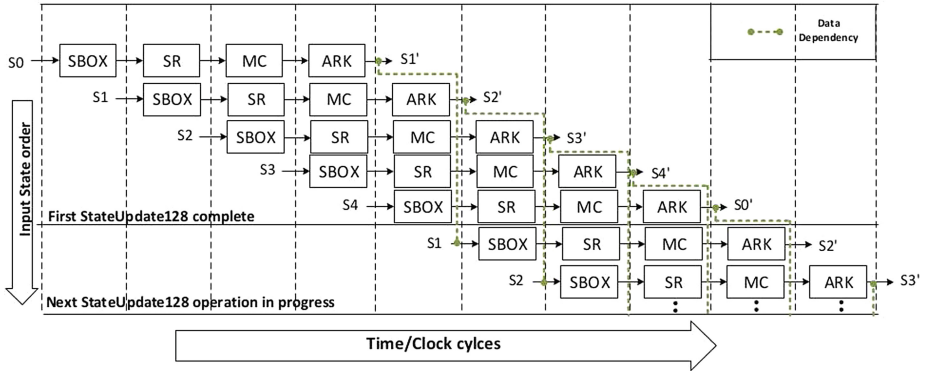 Data
Dependency
S0 SBOX SR MC ARK S1'
S1 SBOX SR MC ARK S2'
S2 SBOX SR MC ARK S3'
S3 SBOX SR MC ARK S4'
S4 SBOX SR MC ARK S0'
First StateUpdate128 complete
S1 SBOX SR MC ARK S2'
S2 SBOX SR MC ARK S3'
Next StateUpdate128 operation in progress
Input State order
Time/Clock cylces